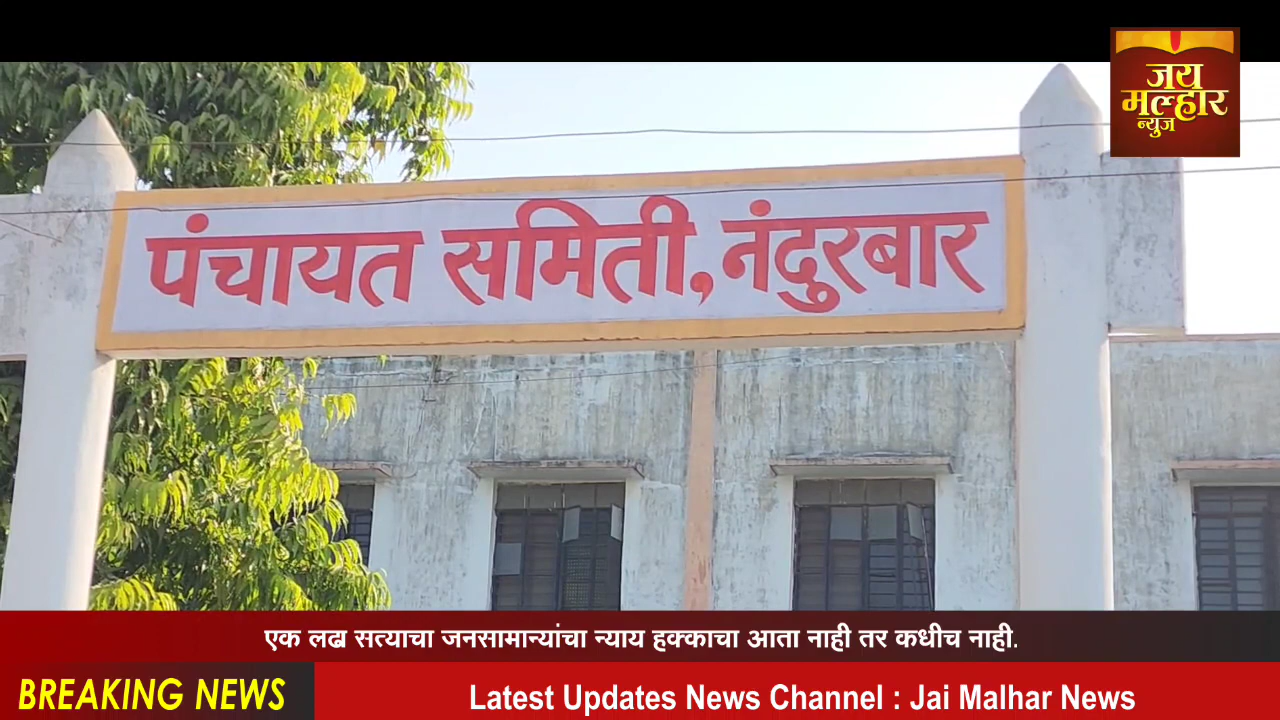 जय
मल्हार
न्युज
पंचायत समिती, नंदुरबार
एक लढा सत्याचा जनसामान्यांचा न्याय हक्काचा आता नाही तर कधीच नाही.
BREAKING NEWS
Latest Updates News Channel : Jai Malhar News